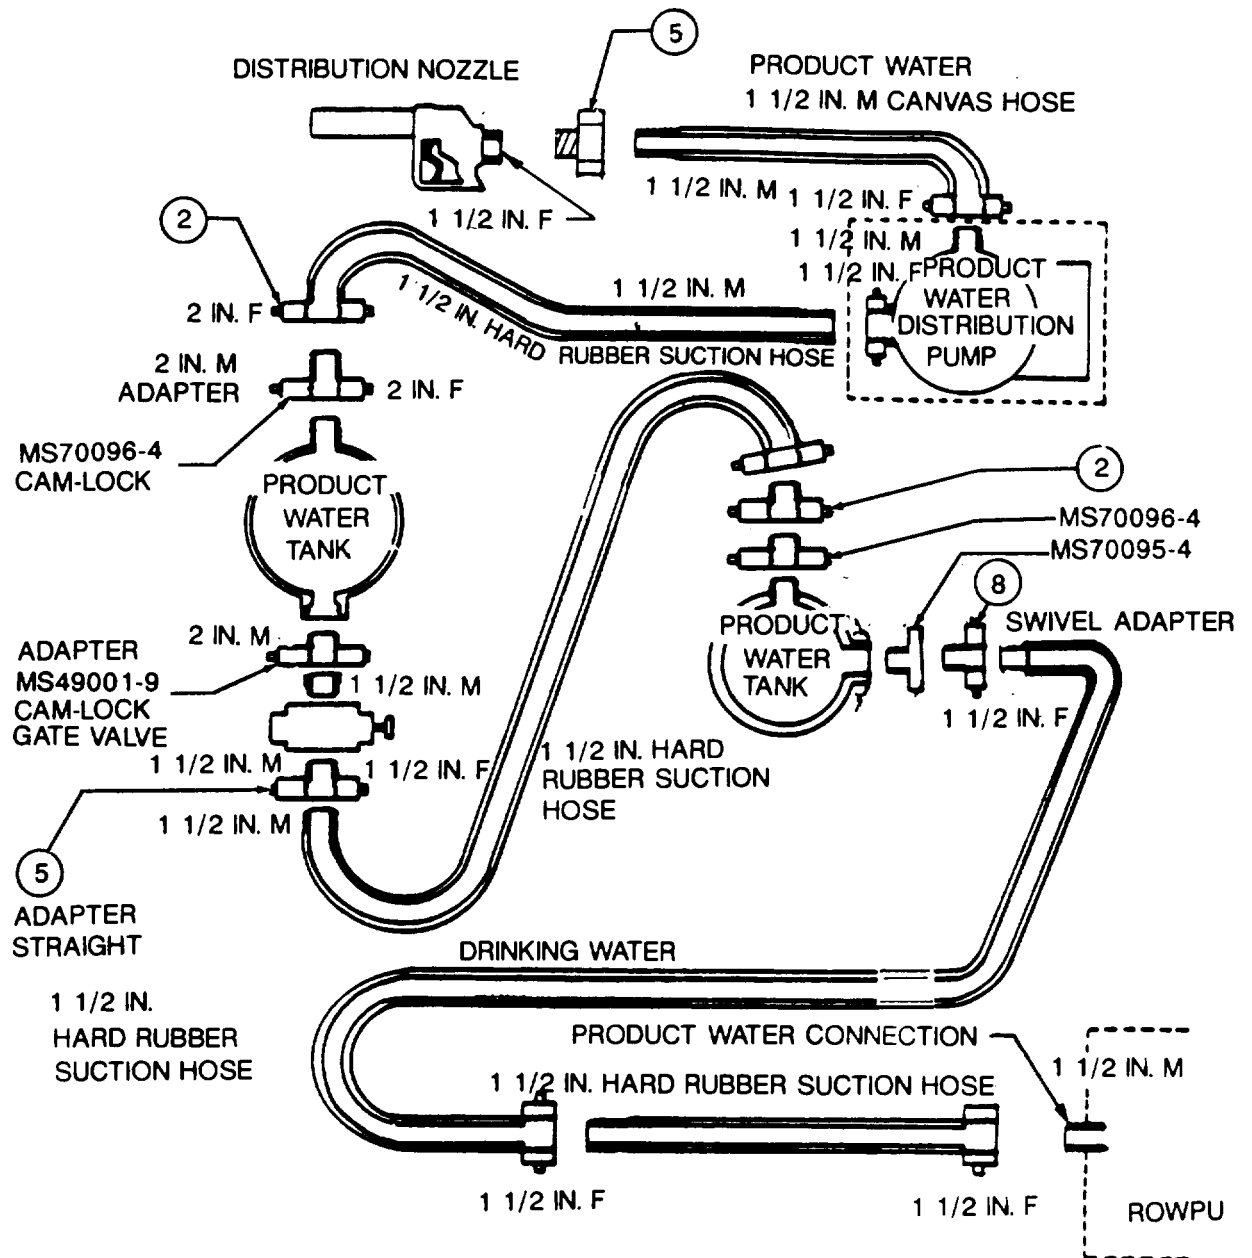 5
DISTRIBUTION NOZZLE
PRODUCT WATER
1 1/2 IN. M CANVAS HOSE
1 1/2 IN. M
1 1/2 IN. F
2
1 1/2 IN. F
1 1/2 IN. M
1 1/2 IN. F
PRODUCT
WATER
DISTRIBUTION
PUMP
2 IN. F
1 1/2 IN. HARD
1 1/2 IN. M
RUBBER SUCTION HOSE
2 IN. M
ADAPTER
2 IN. F
MS70096-4
CAM-LOCK
PRODUCT
WATER
TANK
2
MS70096-4
MS70095-4
8
SWIVEL ADAPTER
PRODUCT
WATER
TANK
1 1/2 IN. F
2 IN. M
ADAPTER
MS49001-9
CAM-LOCK
GATE VALVE
1 1/2 IN. M
1 1/2 IN. M
1 1/2 IN. F
1 1/2 IN. HARD
RUBBER SUCTION
HOSE
1 1/2 IN. M
5
ADAPTER
STRAIGHT
DRINKING WATER
1 1/2 IN.
HARD RUBBER
SUCTION HOSE
PRODUCT WATER CONNECTION
1 1/2 IN. M
1 1/2 IN. HARD RUBBER SUCTION HOSE
1 1/2 IN. F
1 1/2 IN. F
ROWPU